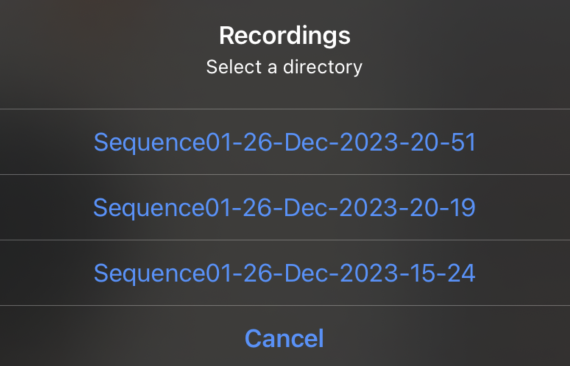 Recordings
Select a directory
Sequence01-26-Dec-2023-20-51
Sequence01-26-Dec-2023-20-19
Sequence01-26-Dec-2023-15-24
Cancel